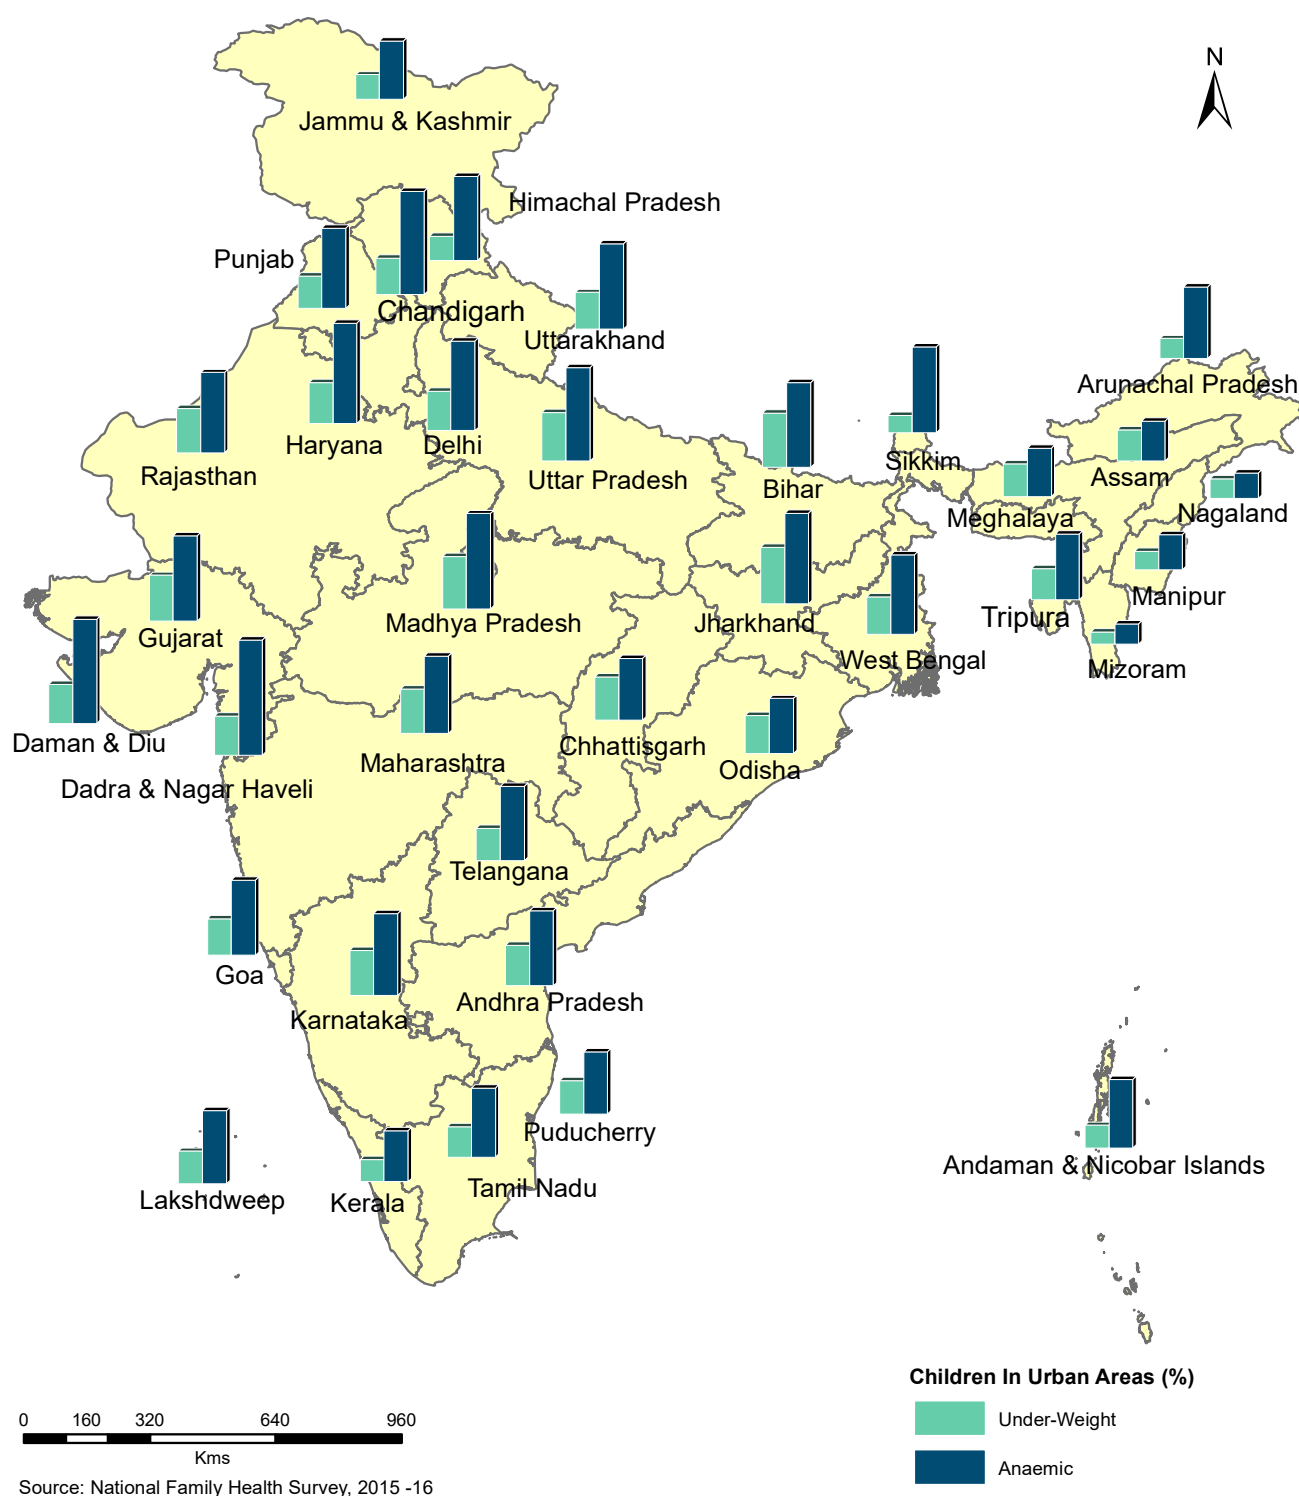 N
Jammu & Kashmir
Himachal Pradesh
Punjab
Chandigarh
Uttarakhand
Arunachal Pradesh
Haryana
Delhi
Rajasthan
Uttar Pradesh
Bihar
Sikkim
Assam
Meghalaya
Nagaland
Gujarat
Madhya Pradesh
Jharkhand
Tripura
Manipur
West Bengal
Mizoram
Daman & Diu
Dadra & Nagar Haveli
Maharashtra
Chhattisgarh
Odisha
Telangana
Goa
Karnataka
Andhra Pradesh
Puducherry
Lakshdweep
Kerala
Tamil Nadu
Andaman & Nicobar Islands
Children In Urban Areas (%)
Under-Weight
Anaemic
0 160 320 640 960
Kms
Source: National Family Health Survey, 2015 -16